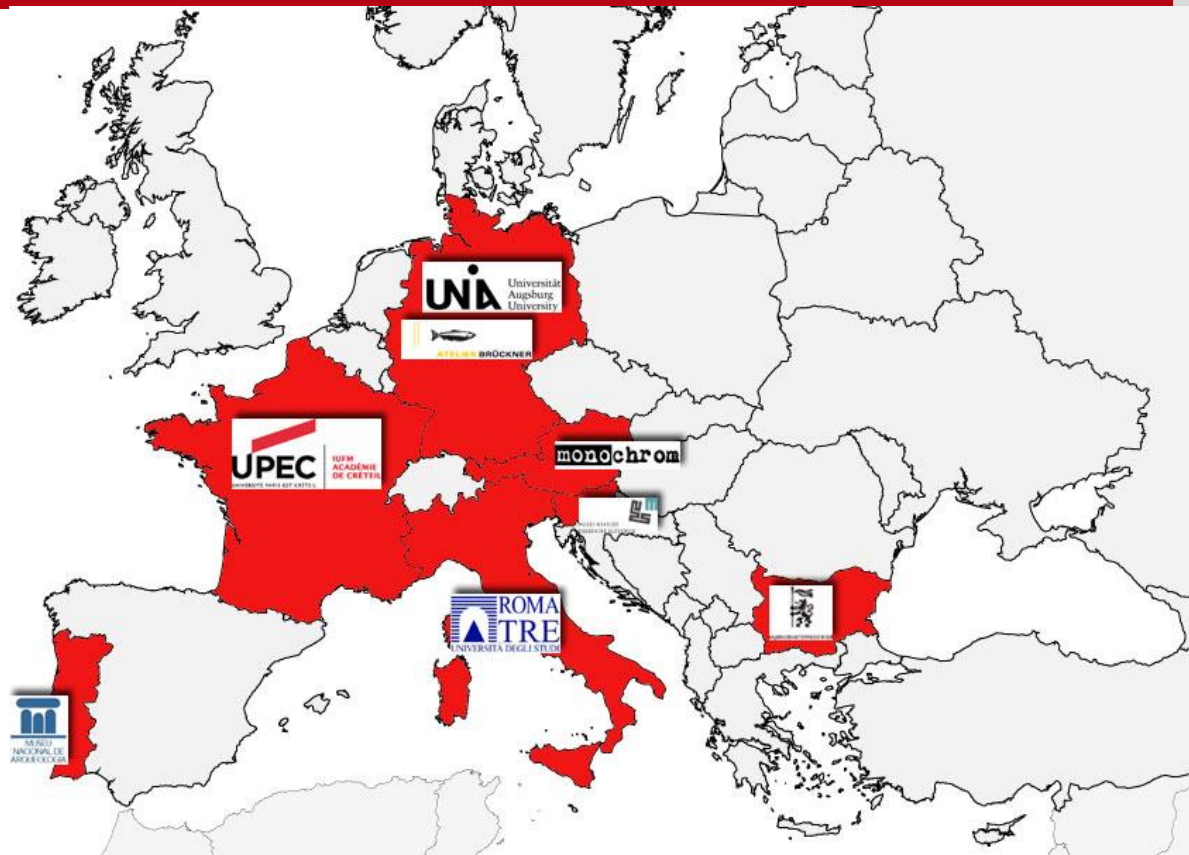 UNIA
Universität
Augsburg
University
ATELIER BRÜCKNER
UPEC
UNIVERSITÉ PARIS-EST CRÉTEIL
IUFM
ACADÉMIE
DE CRÉTEIL
monochrom
ROMA
TRE
UNIVERSITÀ DEGLI STUDI
MUSEU
NACIONAL DE
ARQUEOLOGIA